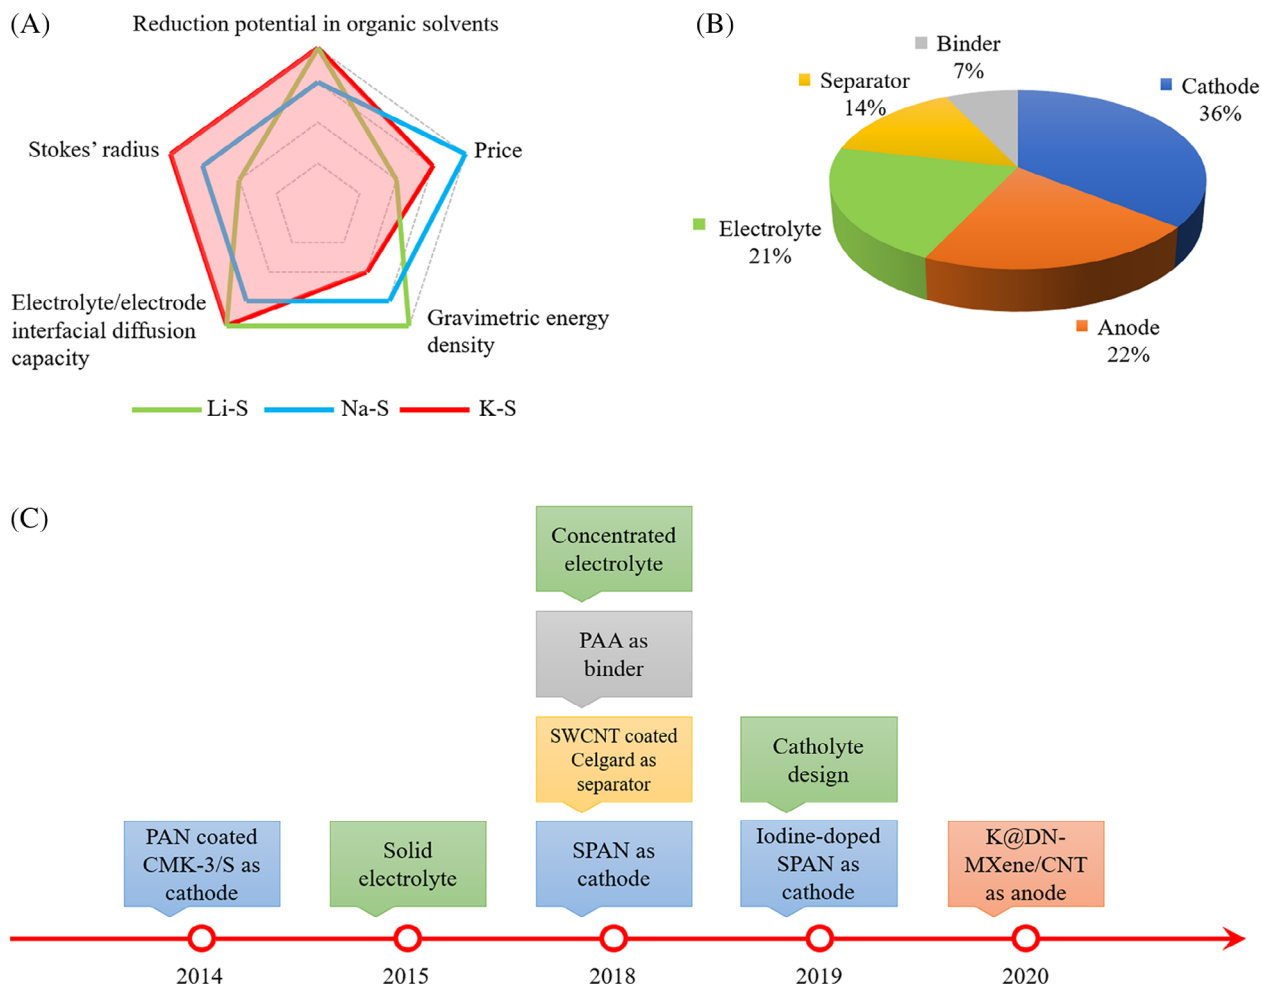 (A)
Reduction potential in organic solvents
Stokes’ radius
Price
Electrolyte/electrode
interfacial diffusion
capacity
Gravimetric energy
density
Li-S
Na-S
K-S
(B)
Binder
7%
Separator
14%
Cathode
36%
Electrolyte
21%
Anode
22%
(C)
Concentrated
electrolyte
PAA as
binder
SWCNT coated
Celgard as
separator
Catholyte
design
PAN coated
CMK-3/S as
cathode
Solid
electrolyte
SPAN as
cathode
Iodine-doped
SPAN as
cathode
K@DN-
MXene/CNT
as anode
2014
2015
2018
2019
2020